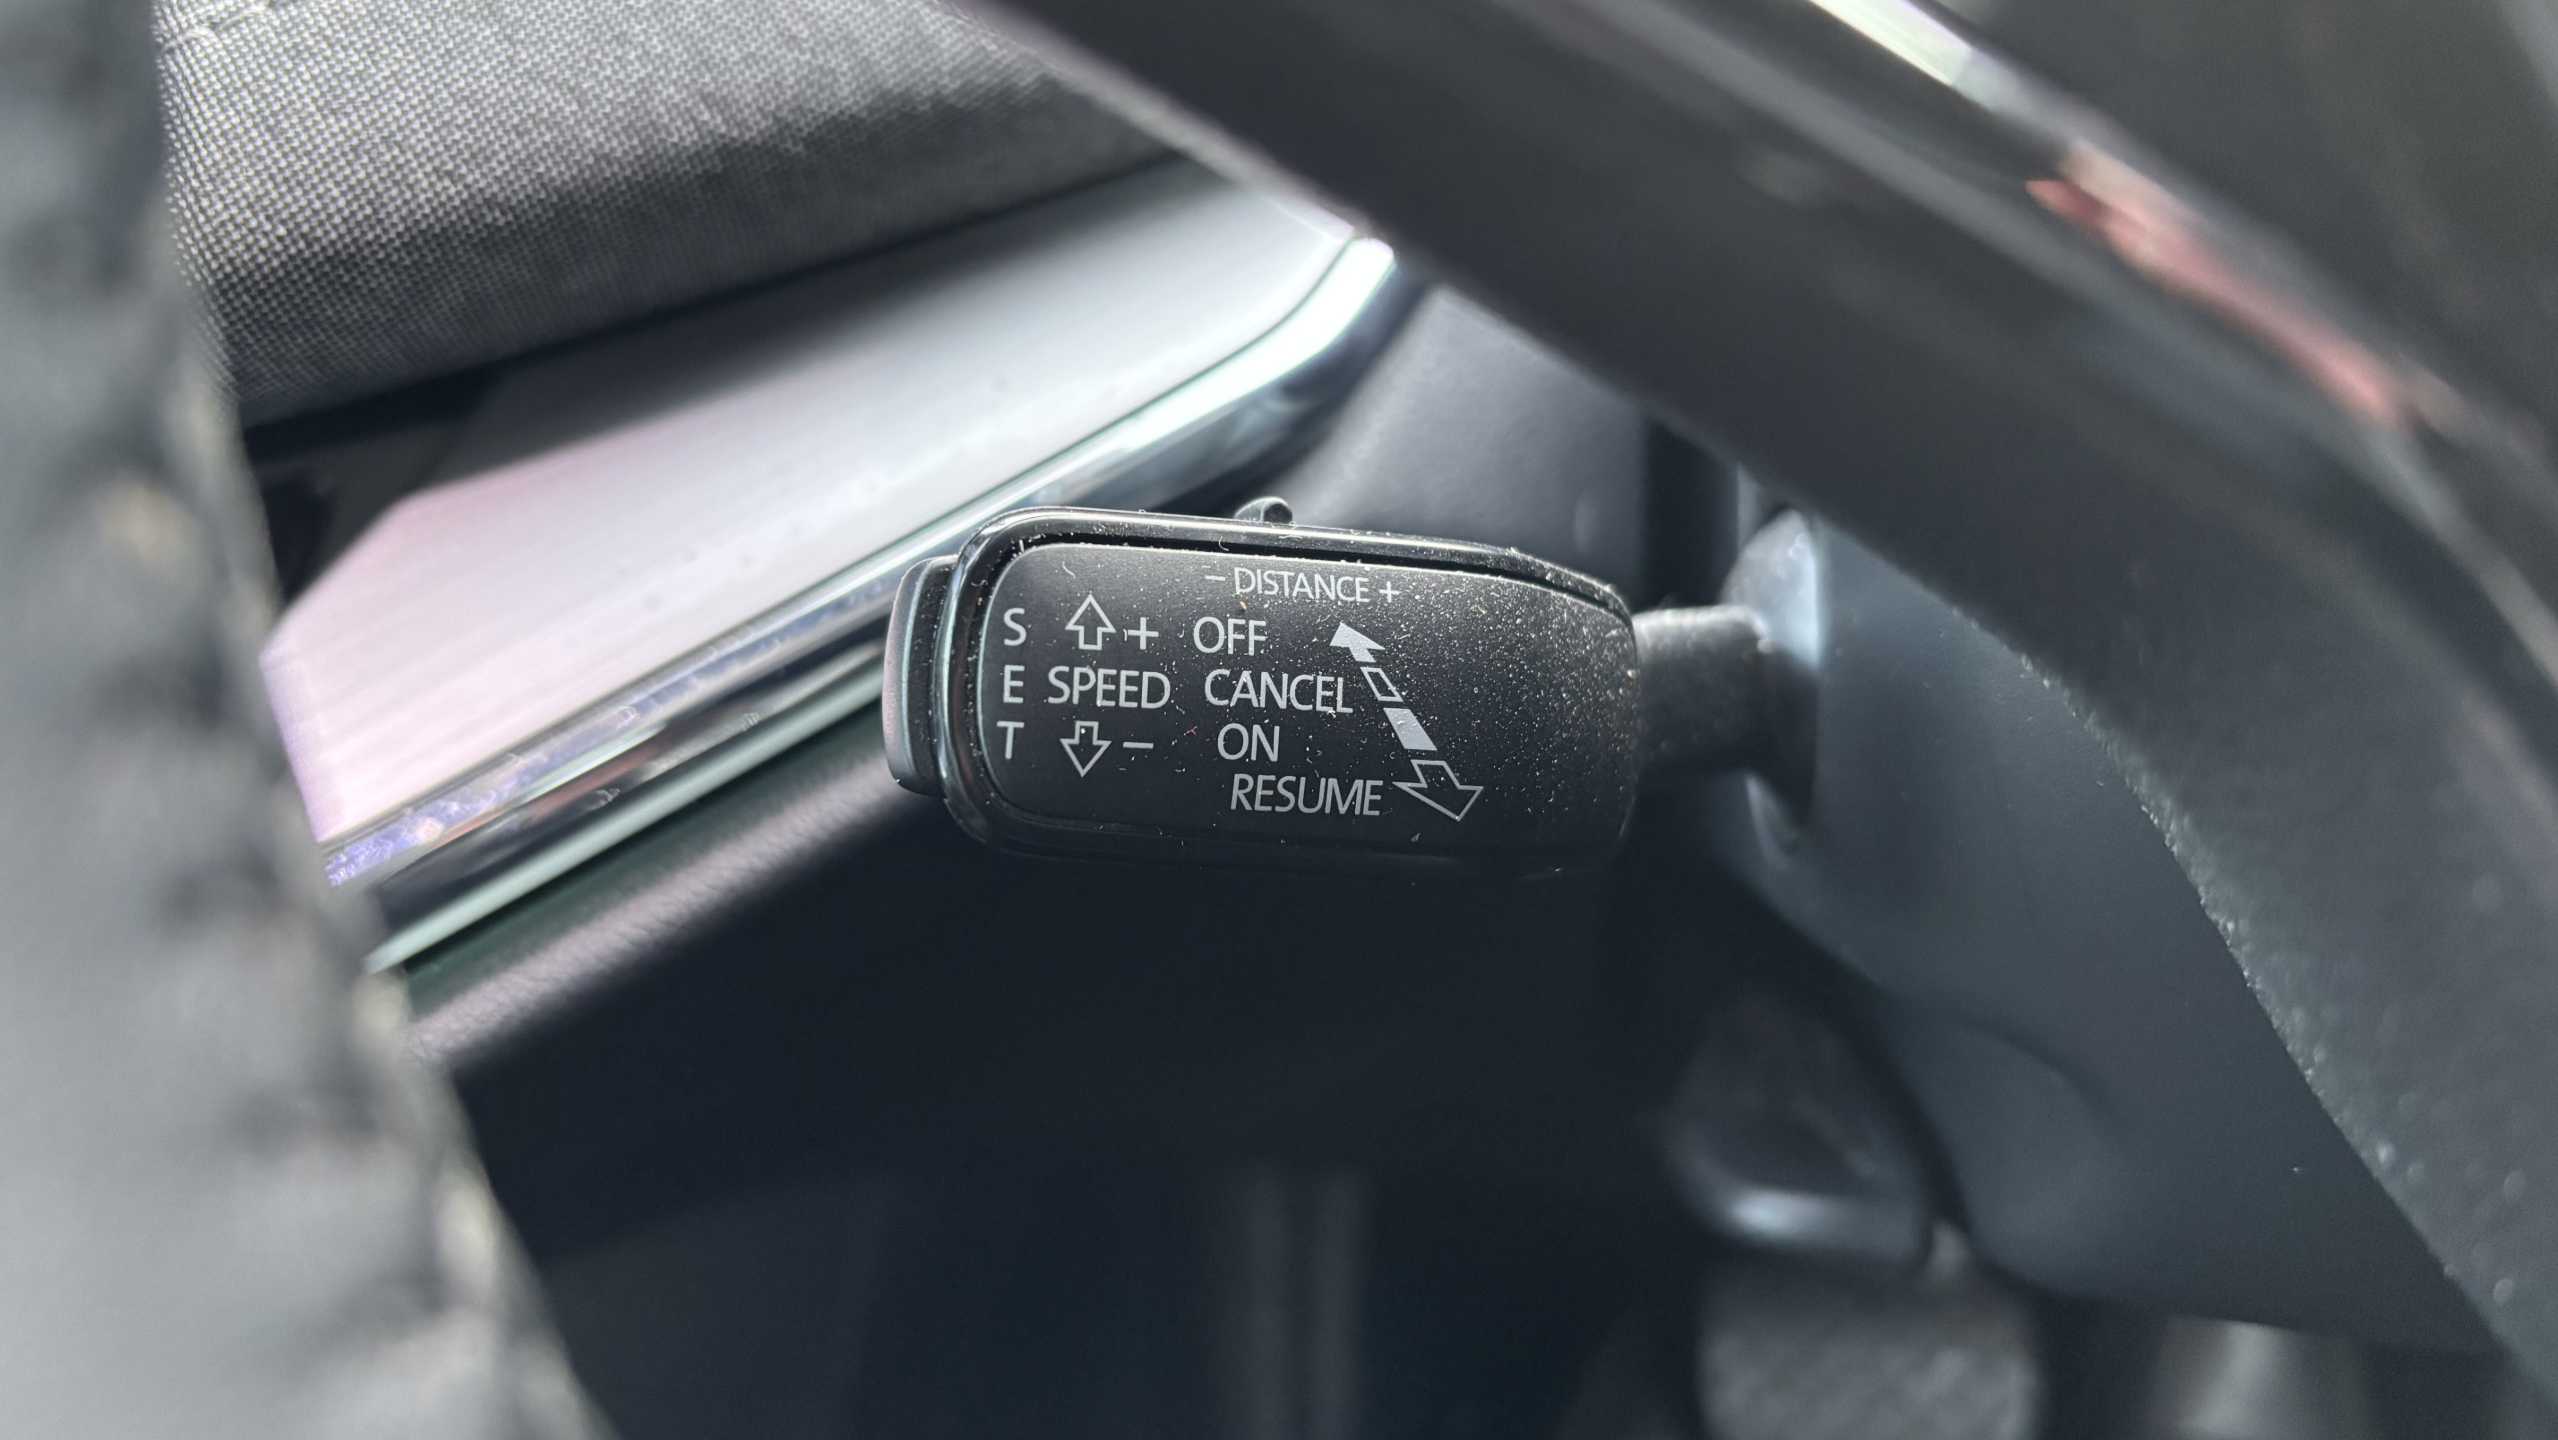 – DISTANCE +
S + OFF
E SPEED CANCEL
T – ON
RESUME